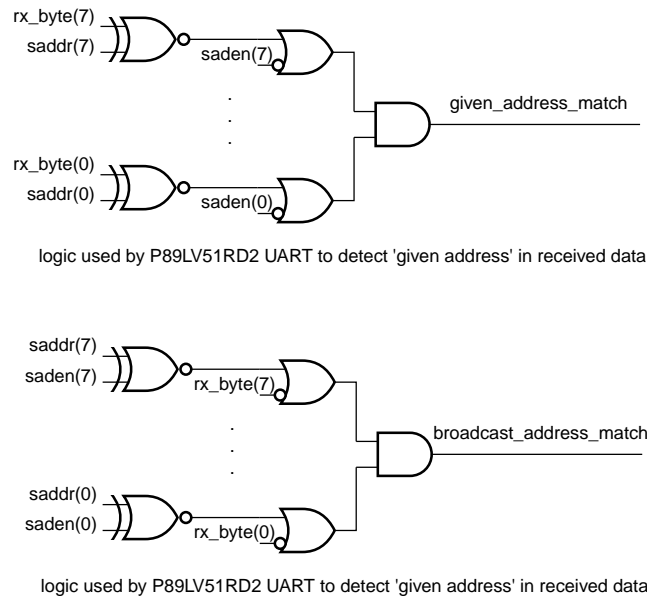 rx_byte(7)
saddr(7)
saden(7)
given_address_match
rx_byte(0)
saddr(0)
saden(0)
logic used by P89LV51RD2 UART to detect 'given address' in received data
saddr(7)
saden(7)
rx_byte(7)
broadcast_address_match
saddr(0)
saden(0)
rx_byte(0)
logic used by P89LV51RD2 UART to detect 'given address' in received data